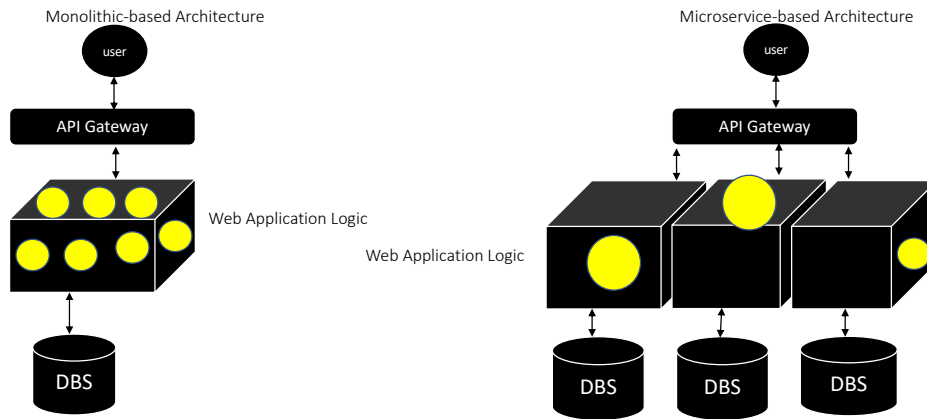 Monolithic-based Architecture
user
API Gateway
Web Application Logic
DBS
Microservice-based Architecture
user
API Gateway
Web Application Logic
DBS
DBS
DBS